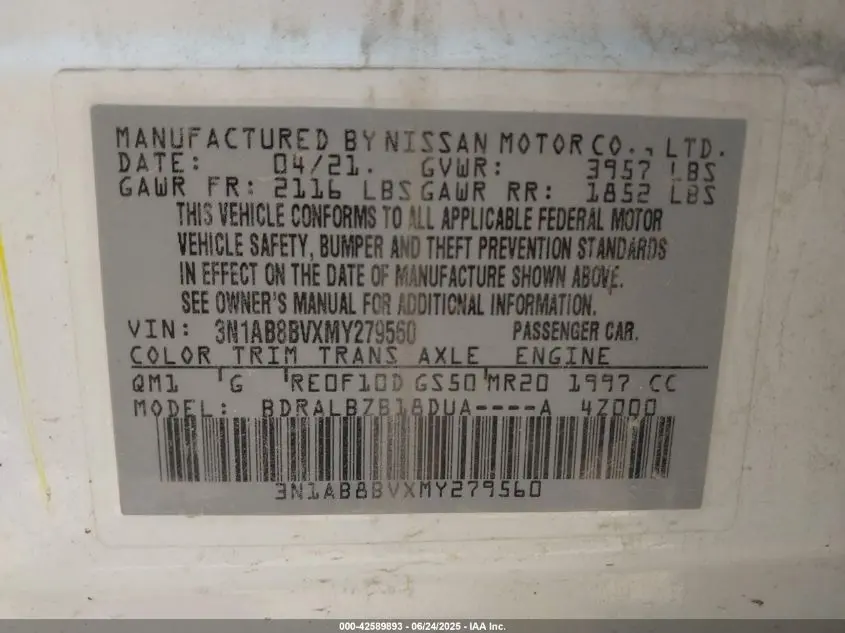 MANUFACTURED BY NISSAN MOTOR CO., LTD.
DATE: 04/21. GVWR: 3957 LBS
GAWR FR: 2116 LBS GAWR RR: 1852 LBS
THIS VEHICLE CONFORMS TO ALL APPLICABLE FEDERAL MOTOR
VEHICLE SAFETY, BUMPER AND THEFT PREVENTION STANDARDS
IN EFFECT ON THE DATE OF MANUFACTURE SHOWN ABOVE.
SEE OWNER'S MANUAL FOR ADDITIONAL INFORMATION.
VIN: 3N1AB8BVXMY279560 PASSENGER CAR.
COLOR TRIM TRANS AXLE ENGINE
QM1 G RE0F10D GS50 MR20 1997 CC
MODEL: BDRALBZB18DUA----A 4Z000
3N1AB8BVXMY279560
000-42589893 - 06/24/2025 - IAA Inc.